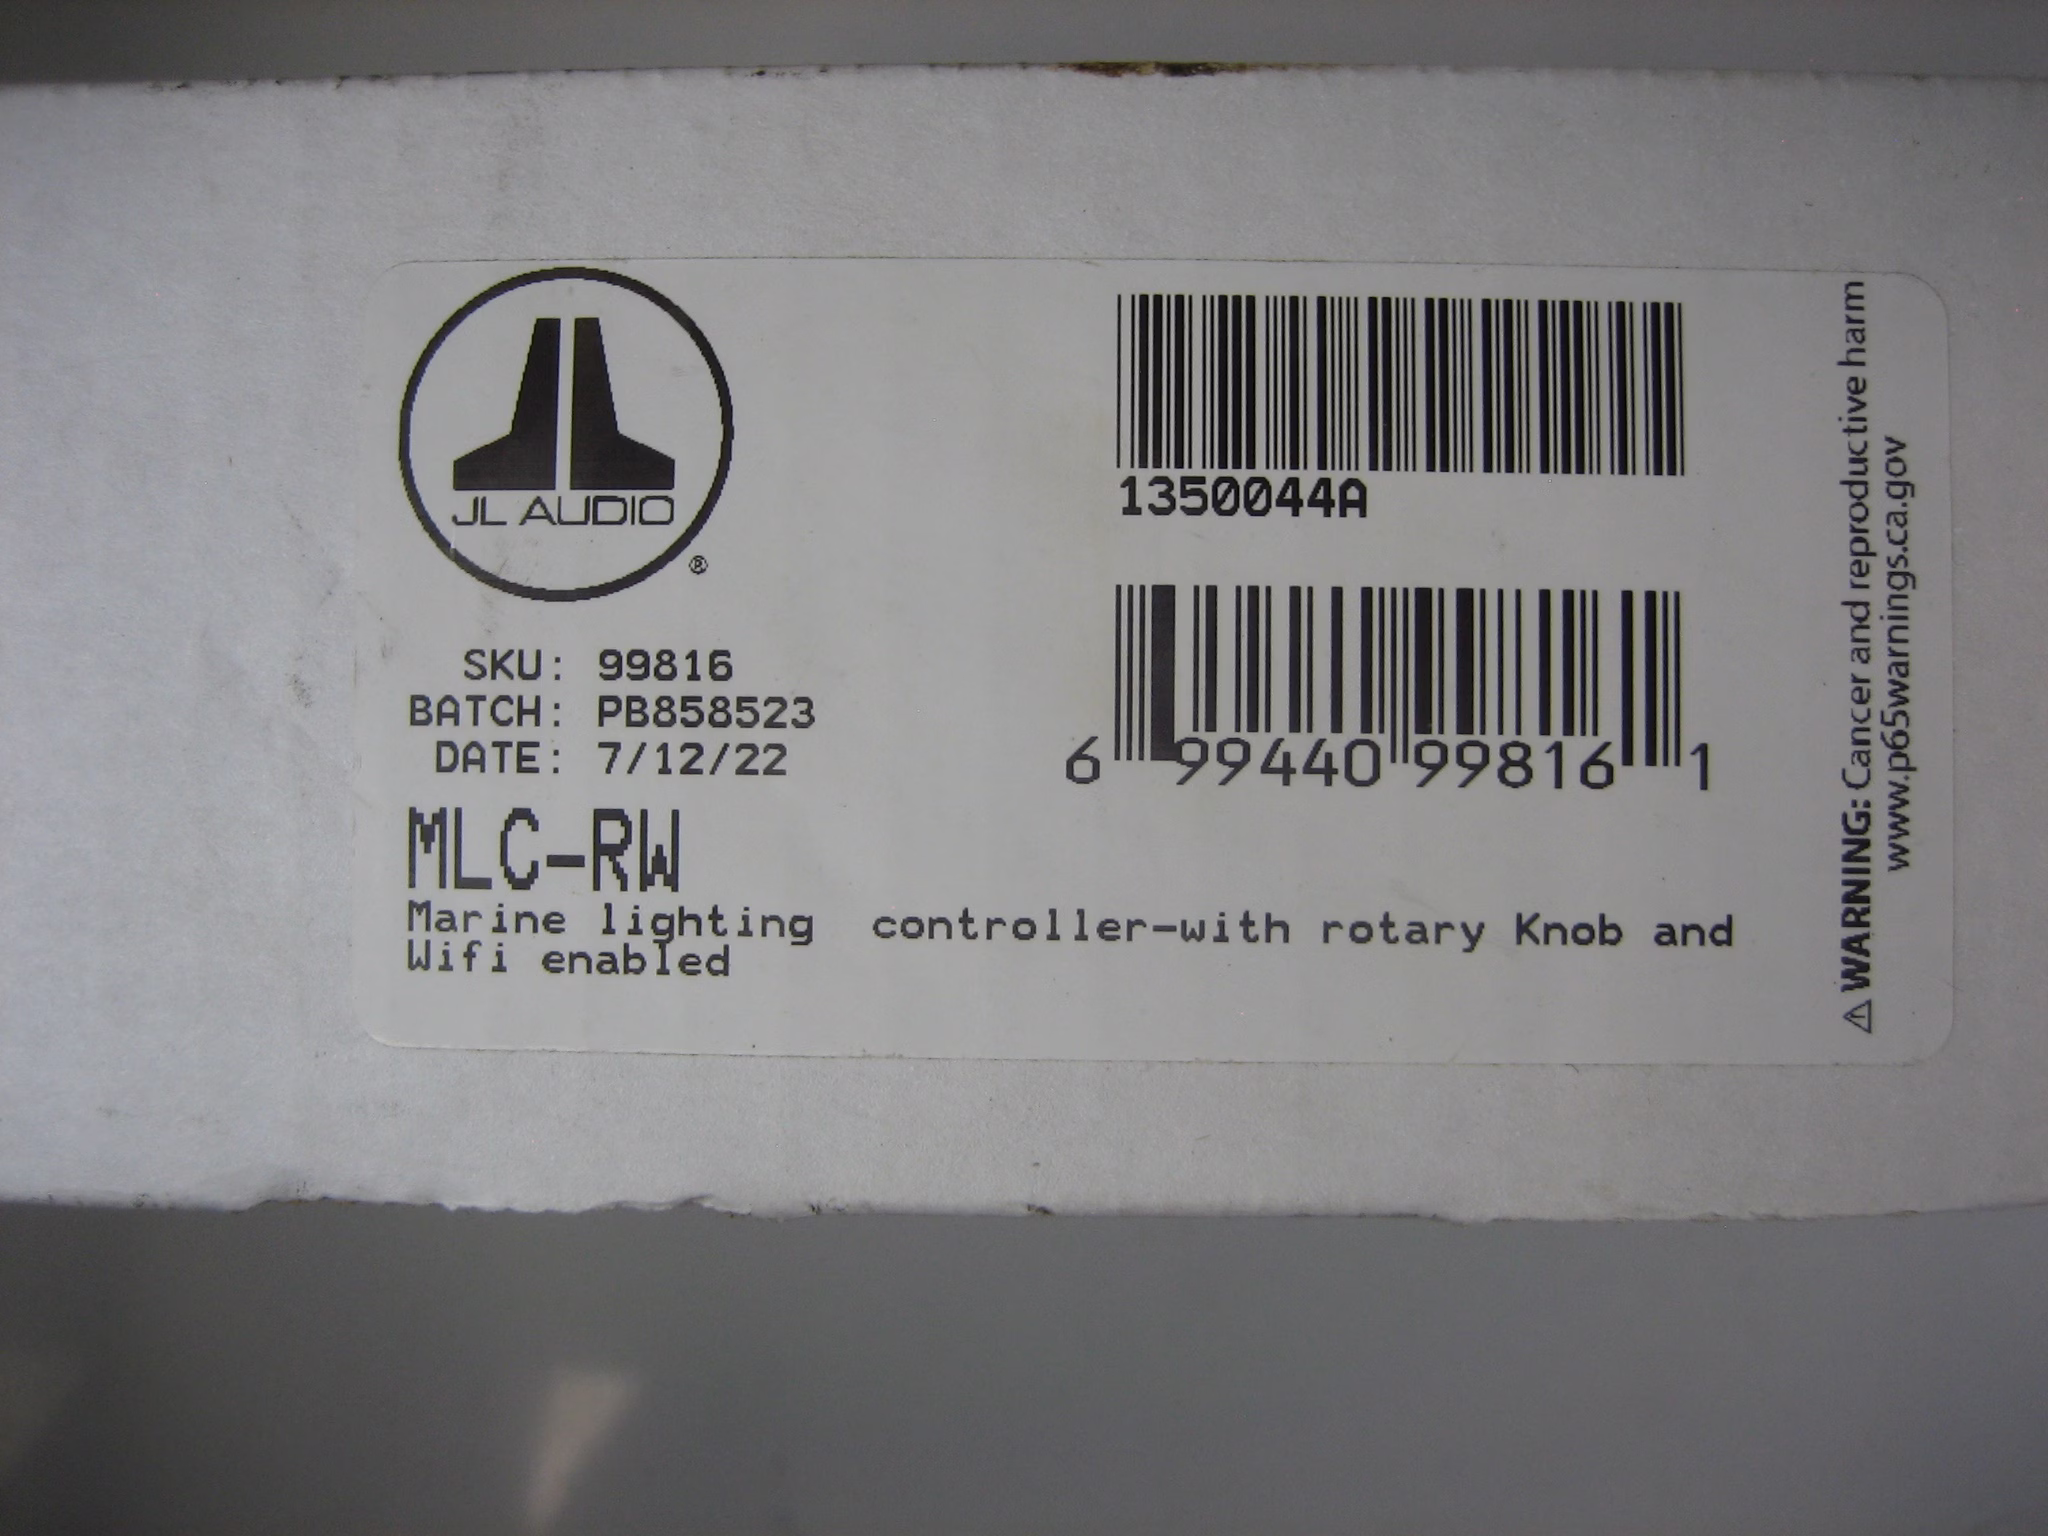 JL AUDIO
®
SKU: 99816
BATCH: PB858523
DATE: 7/12/22
MLC-RW
Marine lighting  controller-with rotary Knob and
Wifi enabled
1350044A
6 99440 99816 1
⚠ WARNING: Cancer and reproductive harm
www.p65warnings.ca.gov